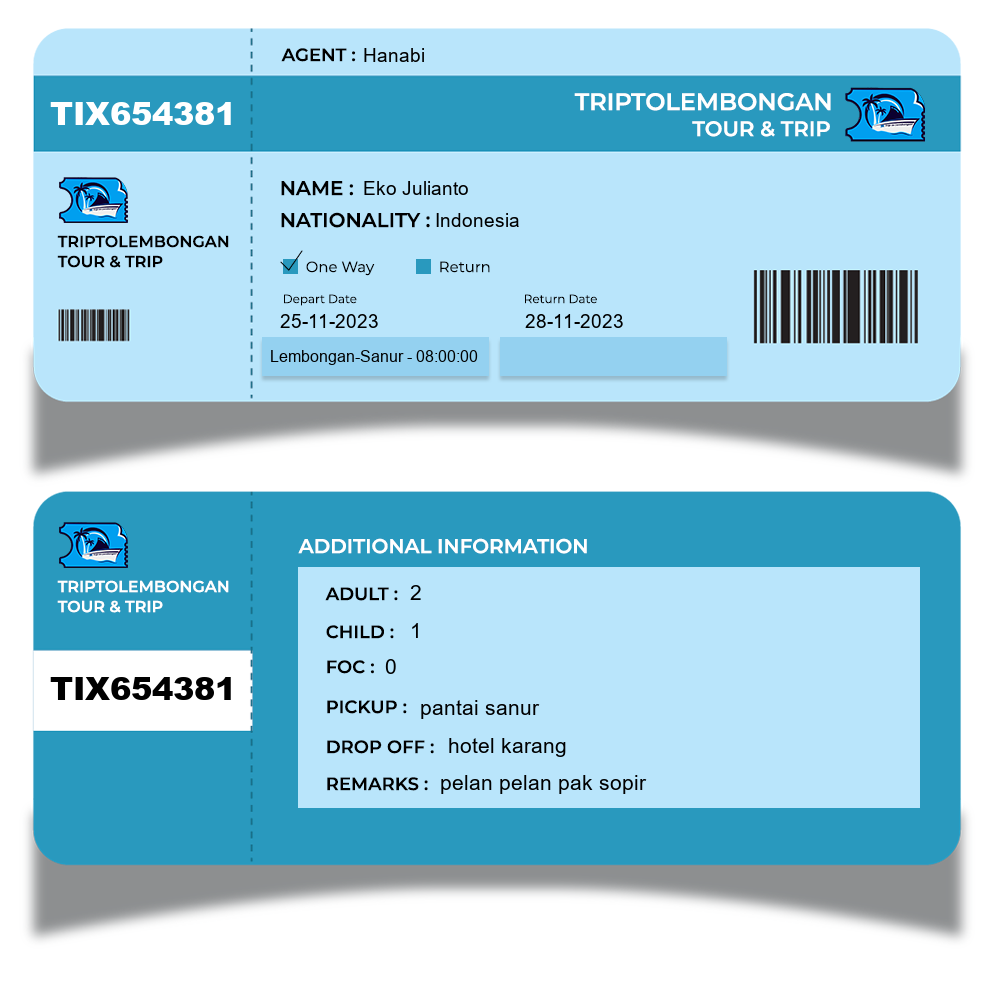 AGENT : Hanabi
TIX654381
TRIPTOLEMBONGAN
TOUR & TRIP
TRIPTOLEMBONGAN
TOUR & TRIP
NAME : Eko Julianto
NATIONALITY : Indonesia
One Way Return
Depart Date Return Date
25-11-2023 28-11-2023
Lembongan-Sanur - 08:00:00
TRIPTOLEMBONGAN
TOUR & TRIP
TIX654381
ADDITIONAL INFORMATION
ADULT : 2
CHILD : 1
FOC : 0
PICKUP : pantai sanur
DROP OFF : hotel karang
REMARKS : pelan pelan pak sopir